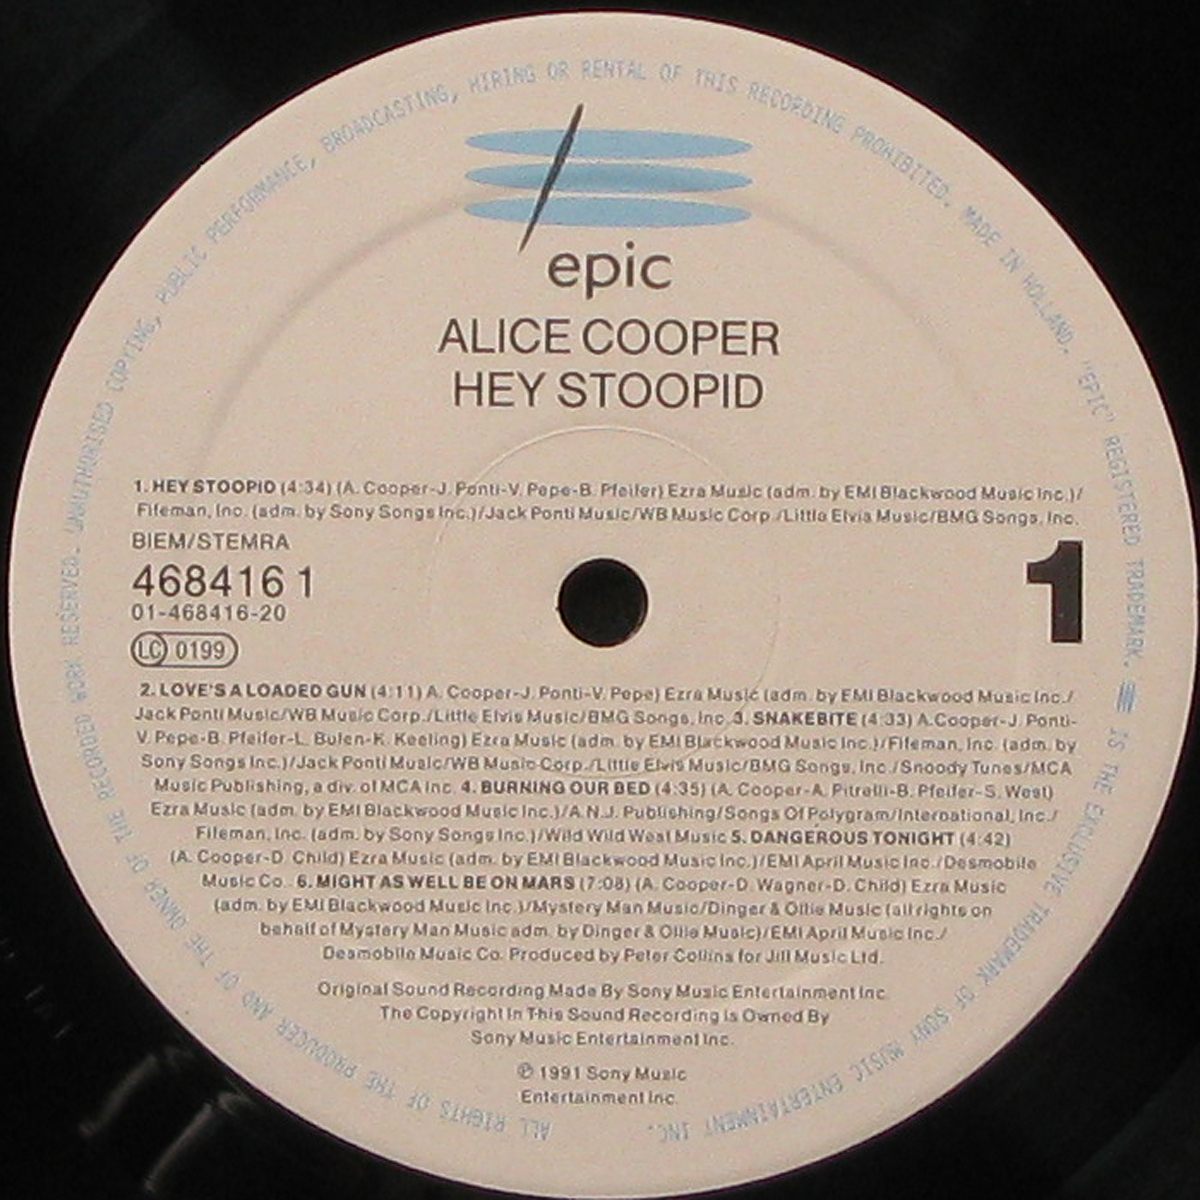 epic
ALICE COOPER
HEY STOOPID
1. HEY STOOPID (4:34) (A. Cooper-J. Ponti-V. Pepe-B. Pfeifer) Ezra Music (adm. by EMI Blackwood Music Inc.)/
Fifeman, Inc. (adm. by Sony Songs Inc.)/Jack Ponti Music/WB Music Corp./Little Elvis Music/BMG Songs, Inc.
BIEM/STEMRA
468416 1
01-468416-20
LC 0199
1
2. LOVE'S A LOADED GUN (4:11) A. Cooper-J. Ponti-V. Pepe) Ezra Music (adm. by EMI Blackwood Music Inc./
Jack Ponti Music/WB Music Corp./Little Elvis Music/BMG Songs, Inc. 3. SNAKEBITE (4:33) A.Cooper-J. Ponti-
V. Pepe-B. Pfeifer-L. Bulen-K. Keeling) Ezra Music (adm. by EMI Blackwood Music Inc.)/Fifeman, Inc. (adm. by
Sony Songs Inc.)/Jack Ponti Music/WB Music Corp./Little Elvis Music/BMG Songs, Inc./Snoody Tunes/MCA
Music Publishing, a div. of MCA Inc. 4. BURNING OUR BED (4:35) (A. Cooper-A. Pitrelli-B. Pfeifer-S. West)
Ezra Music (adm. by EMI Blackwood Music Inc.)/A.N.J. Publishing/Songs Of Polygram/International, Inc./
Fifeman, Inc. (adm. by Sony Songs Inc.)/Wild Wild West Music 5. DANGEROUS TONIGHT (4:42)
(A. Cooper-D. Child) Ezra Music (adm. by EMI Blackwood Music Inc.)/EMI April Music Inc./Desmobile
Music Co. 6. MIGHT AS WELL BE ON MARS (7:08) (A. Cooper-D. Wagner-D. Child) Ezra Music
(adm. by EMI Blackwood Music Inc.)/Mystery Man Music/Dinger & Ollie Music (all rights on
behalf of Mystery Man Music adm. by Dinger & Ollie Music)/EMI April Music Inc./
Desmobile Music Co. Produced by Peter Collins for Jill Music Ltd.
Original Sound Recording Made By Sony Music Entertainment Inc.
The Copyright In This Sound Recording Is Owned By
Sony Music Entertainment Inc.
℗ 1991 Sony Music
Entertainment Inc.
ALL RIGHTS OF THE PRODUCER AND OF THE OWNER OF THE RECORDED WORK RESERVED. UNAUTHORISED COPYING, PUBLIC PERFORMANCE, BROADCASTING, HIRING OR RENTAL OF THIS RECORDING PROHIBITED. MADE IN HOLLAND. "EPIC" REGISTERED TRADEMARK. IS THE EXCLUSIVE TRADEMARK OF SONY MUSIC ENTERTAINMENT INC.